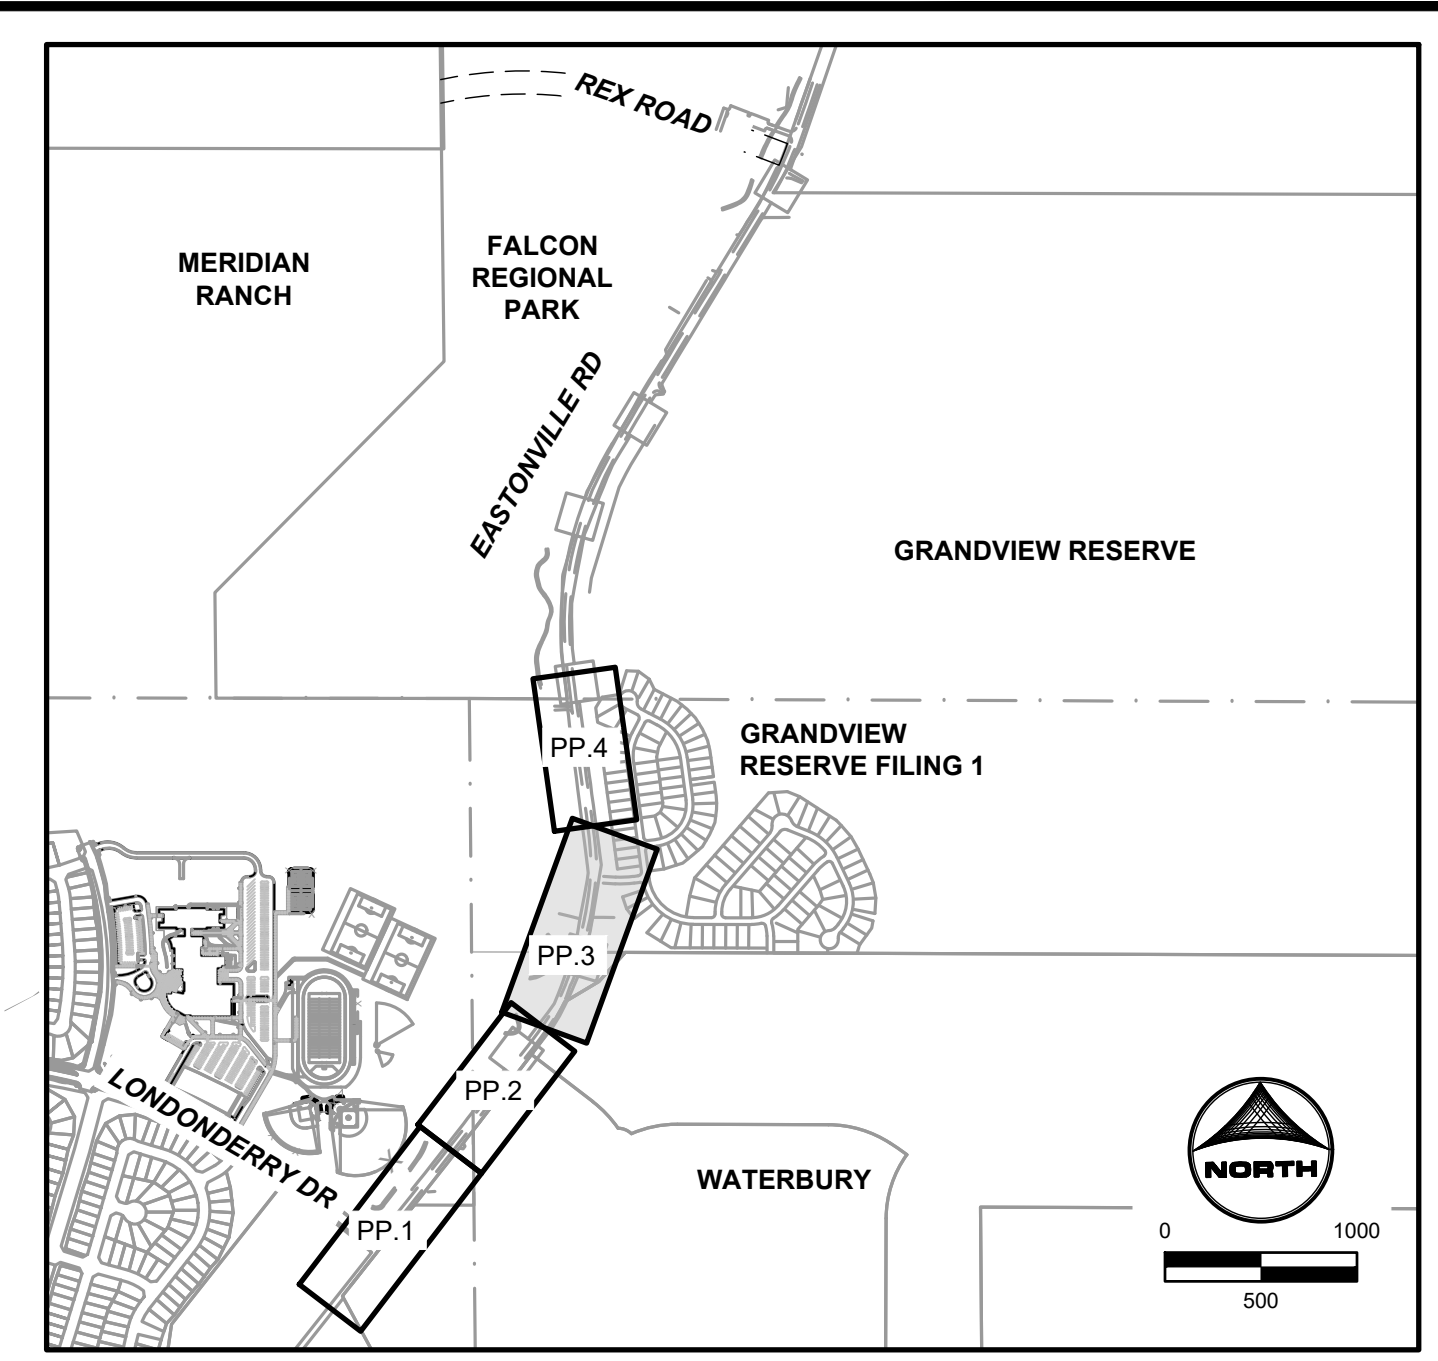 REX ROAD
MERIDIAN
RANCH
FALCON
REGIONAL
PARK
EASTONVILLE RD
GRANDVIEW RESERVE
PP.4
GRANDVIEW
RESERVE FILING 1
PP.3
PP.2
LONDONDERRY DR
PP.1
WATERBURY
NORTH
0 1000
500